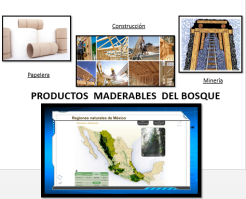 Construcción
Papelera
Minería
PRODUCTOS MADERABLES DEL BOSQUE
Regiones naturales de México